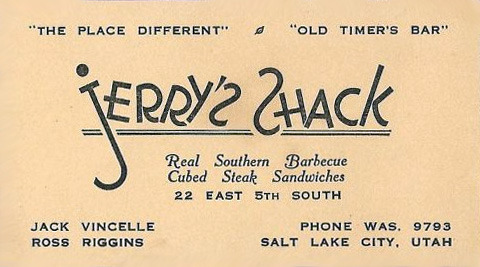 "THE PLACE DIFFERENT" "OLD TIMER'S BAR"
JERRY'S SHACK
Real Southern Barbecue
Cubed Steak Sandwiches
22 EAST 5TH SOUTH
JACK VINCELLE PHONE WAS. 9793
ROSS RIGGINS SALT LAKE CITY, UTAH